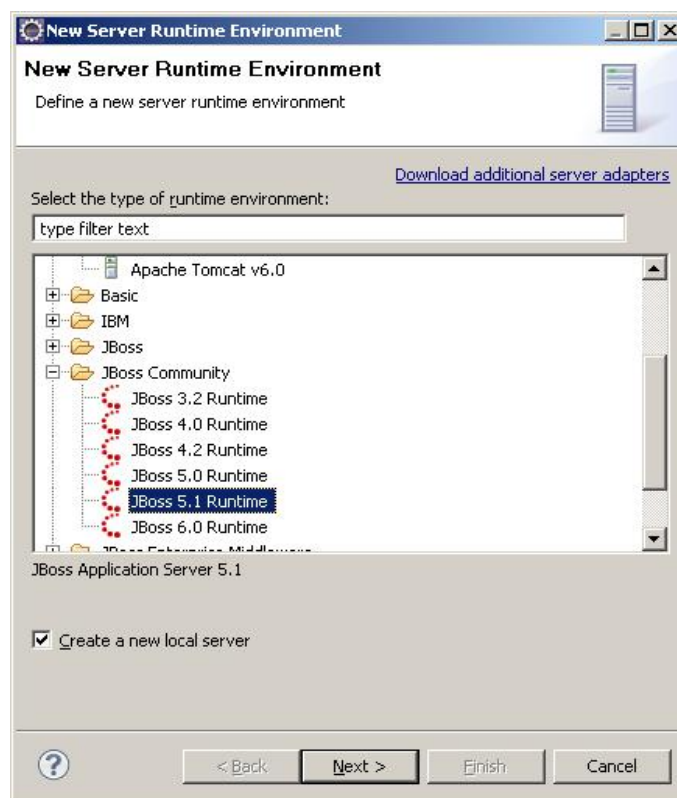 New Server Runtime Environment
New Server Runtime Environment
Define a new server runtime environment
Download additional server adapters
Select the type of runtime environment:
type filter text
Apache Tomcat v6.0
Basic
IBM
JBoss
JBoss Community
JBoss 3.2 Runtime
JBoss 4.0 Runtime
JBoss 4.2 Runtime
JBoss 5.0 Runtime
JBoss 5.1 Runtime
JBoss 6.0 Runtime
JBoss Enterprise Middleware
JBoss Application Server 5.1
Create a new local server
< Back Next > Finish Cancel